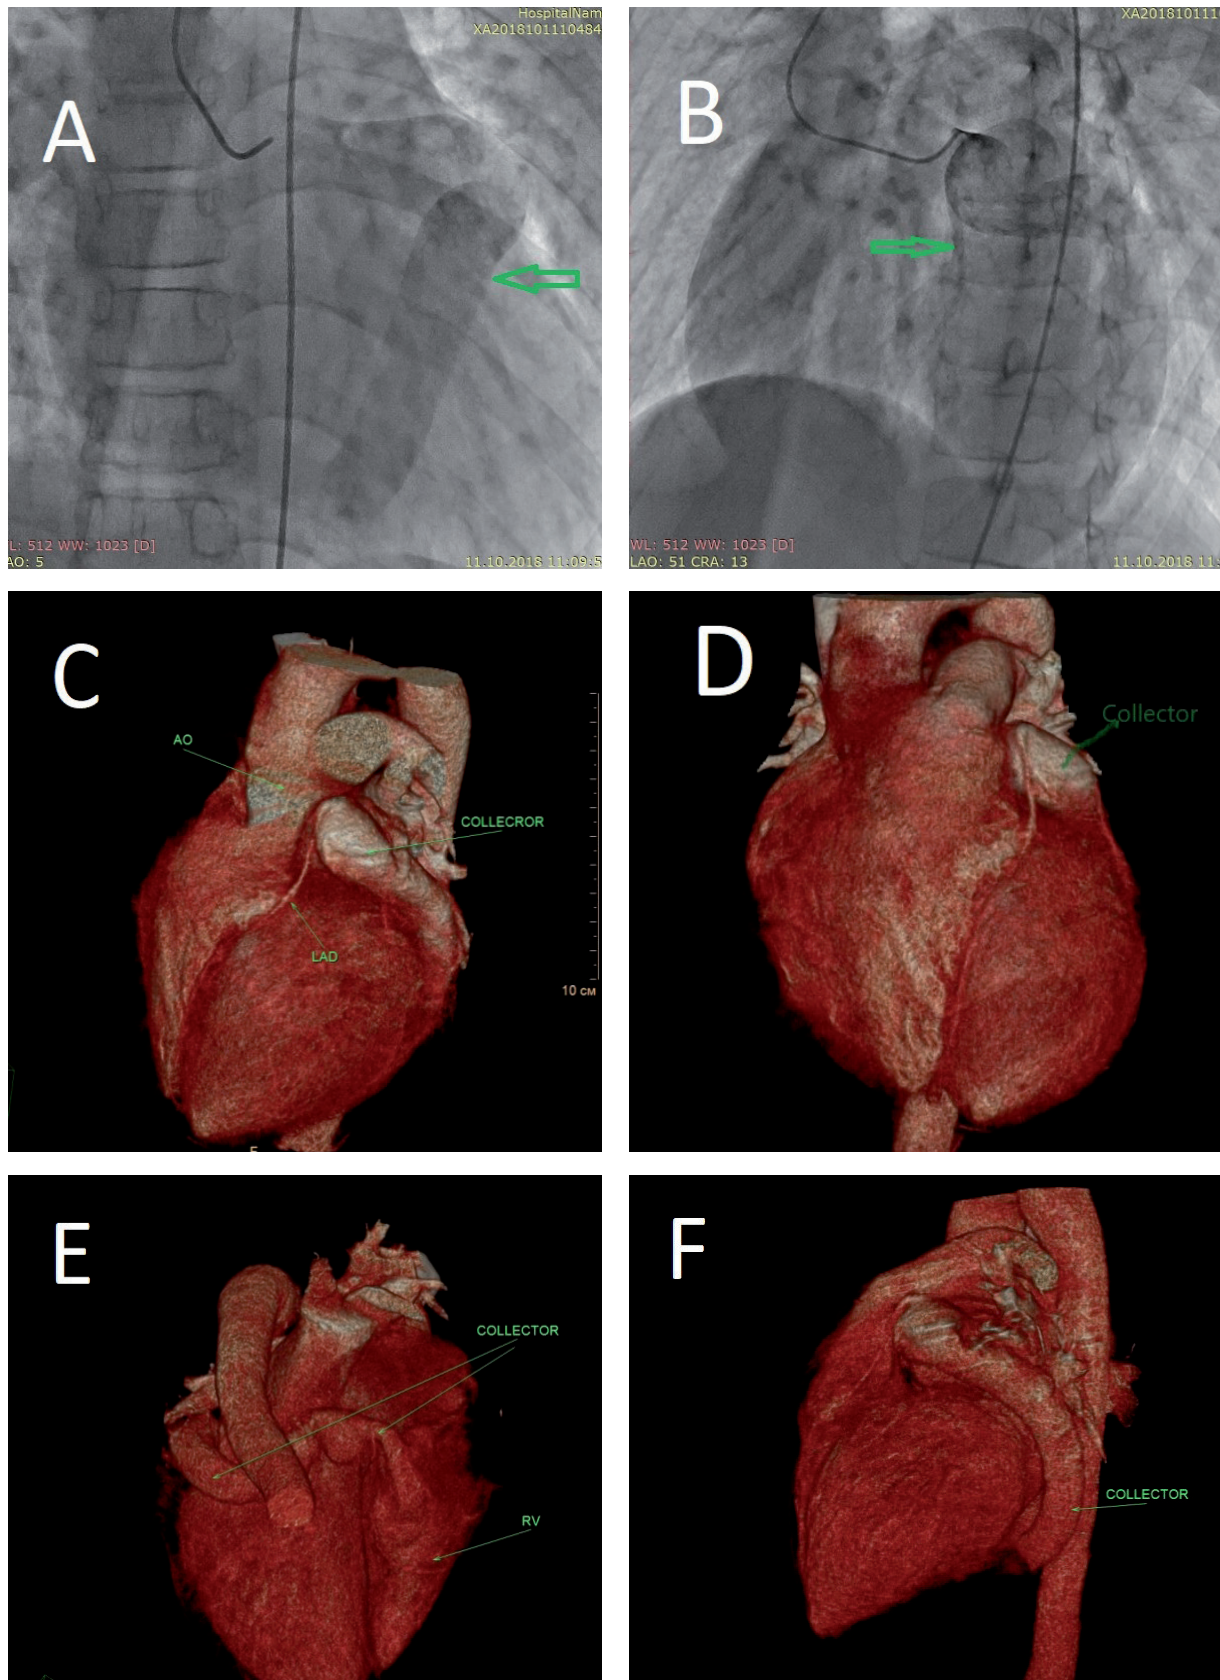 HospitalNam
XA2018101110484
A
L: 512 WW: 1023 [D]
AO: 5
11.10.2018 11:09:5
XA201810111
B
WL: 512 WW: 1023 [D]
LAO: 51 CRA: 13
11.10.2018 11:
C
AO
COLLECROR
LAD
10 см
D
Collector
E
COLLECTOR
RV
F
COLLECTOR